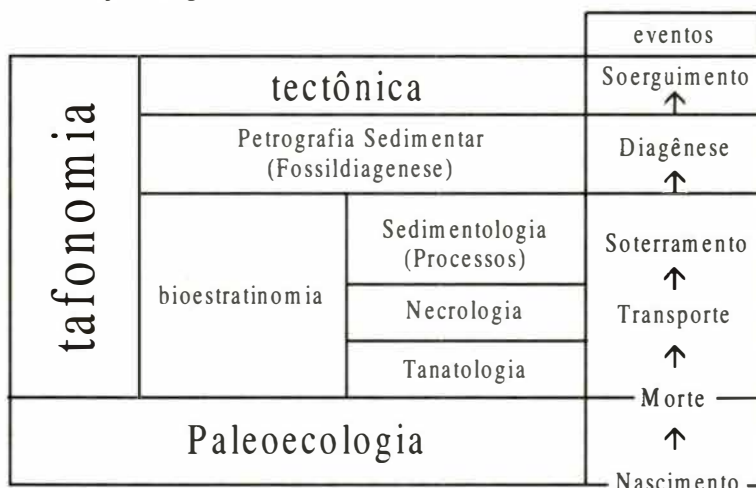 eventos
tafonomia
tectônica
Soerguimento
Petrografia Sedimentar
(Fossildiagenese)
Diagênese
bioestratinomia
Sedimentologia
(Processos)
Soterramento
Necrologia
Transporte
Tanatologia
Morte
Paleoecologia
Nascimento